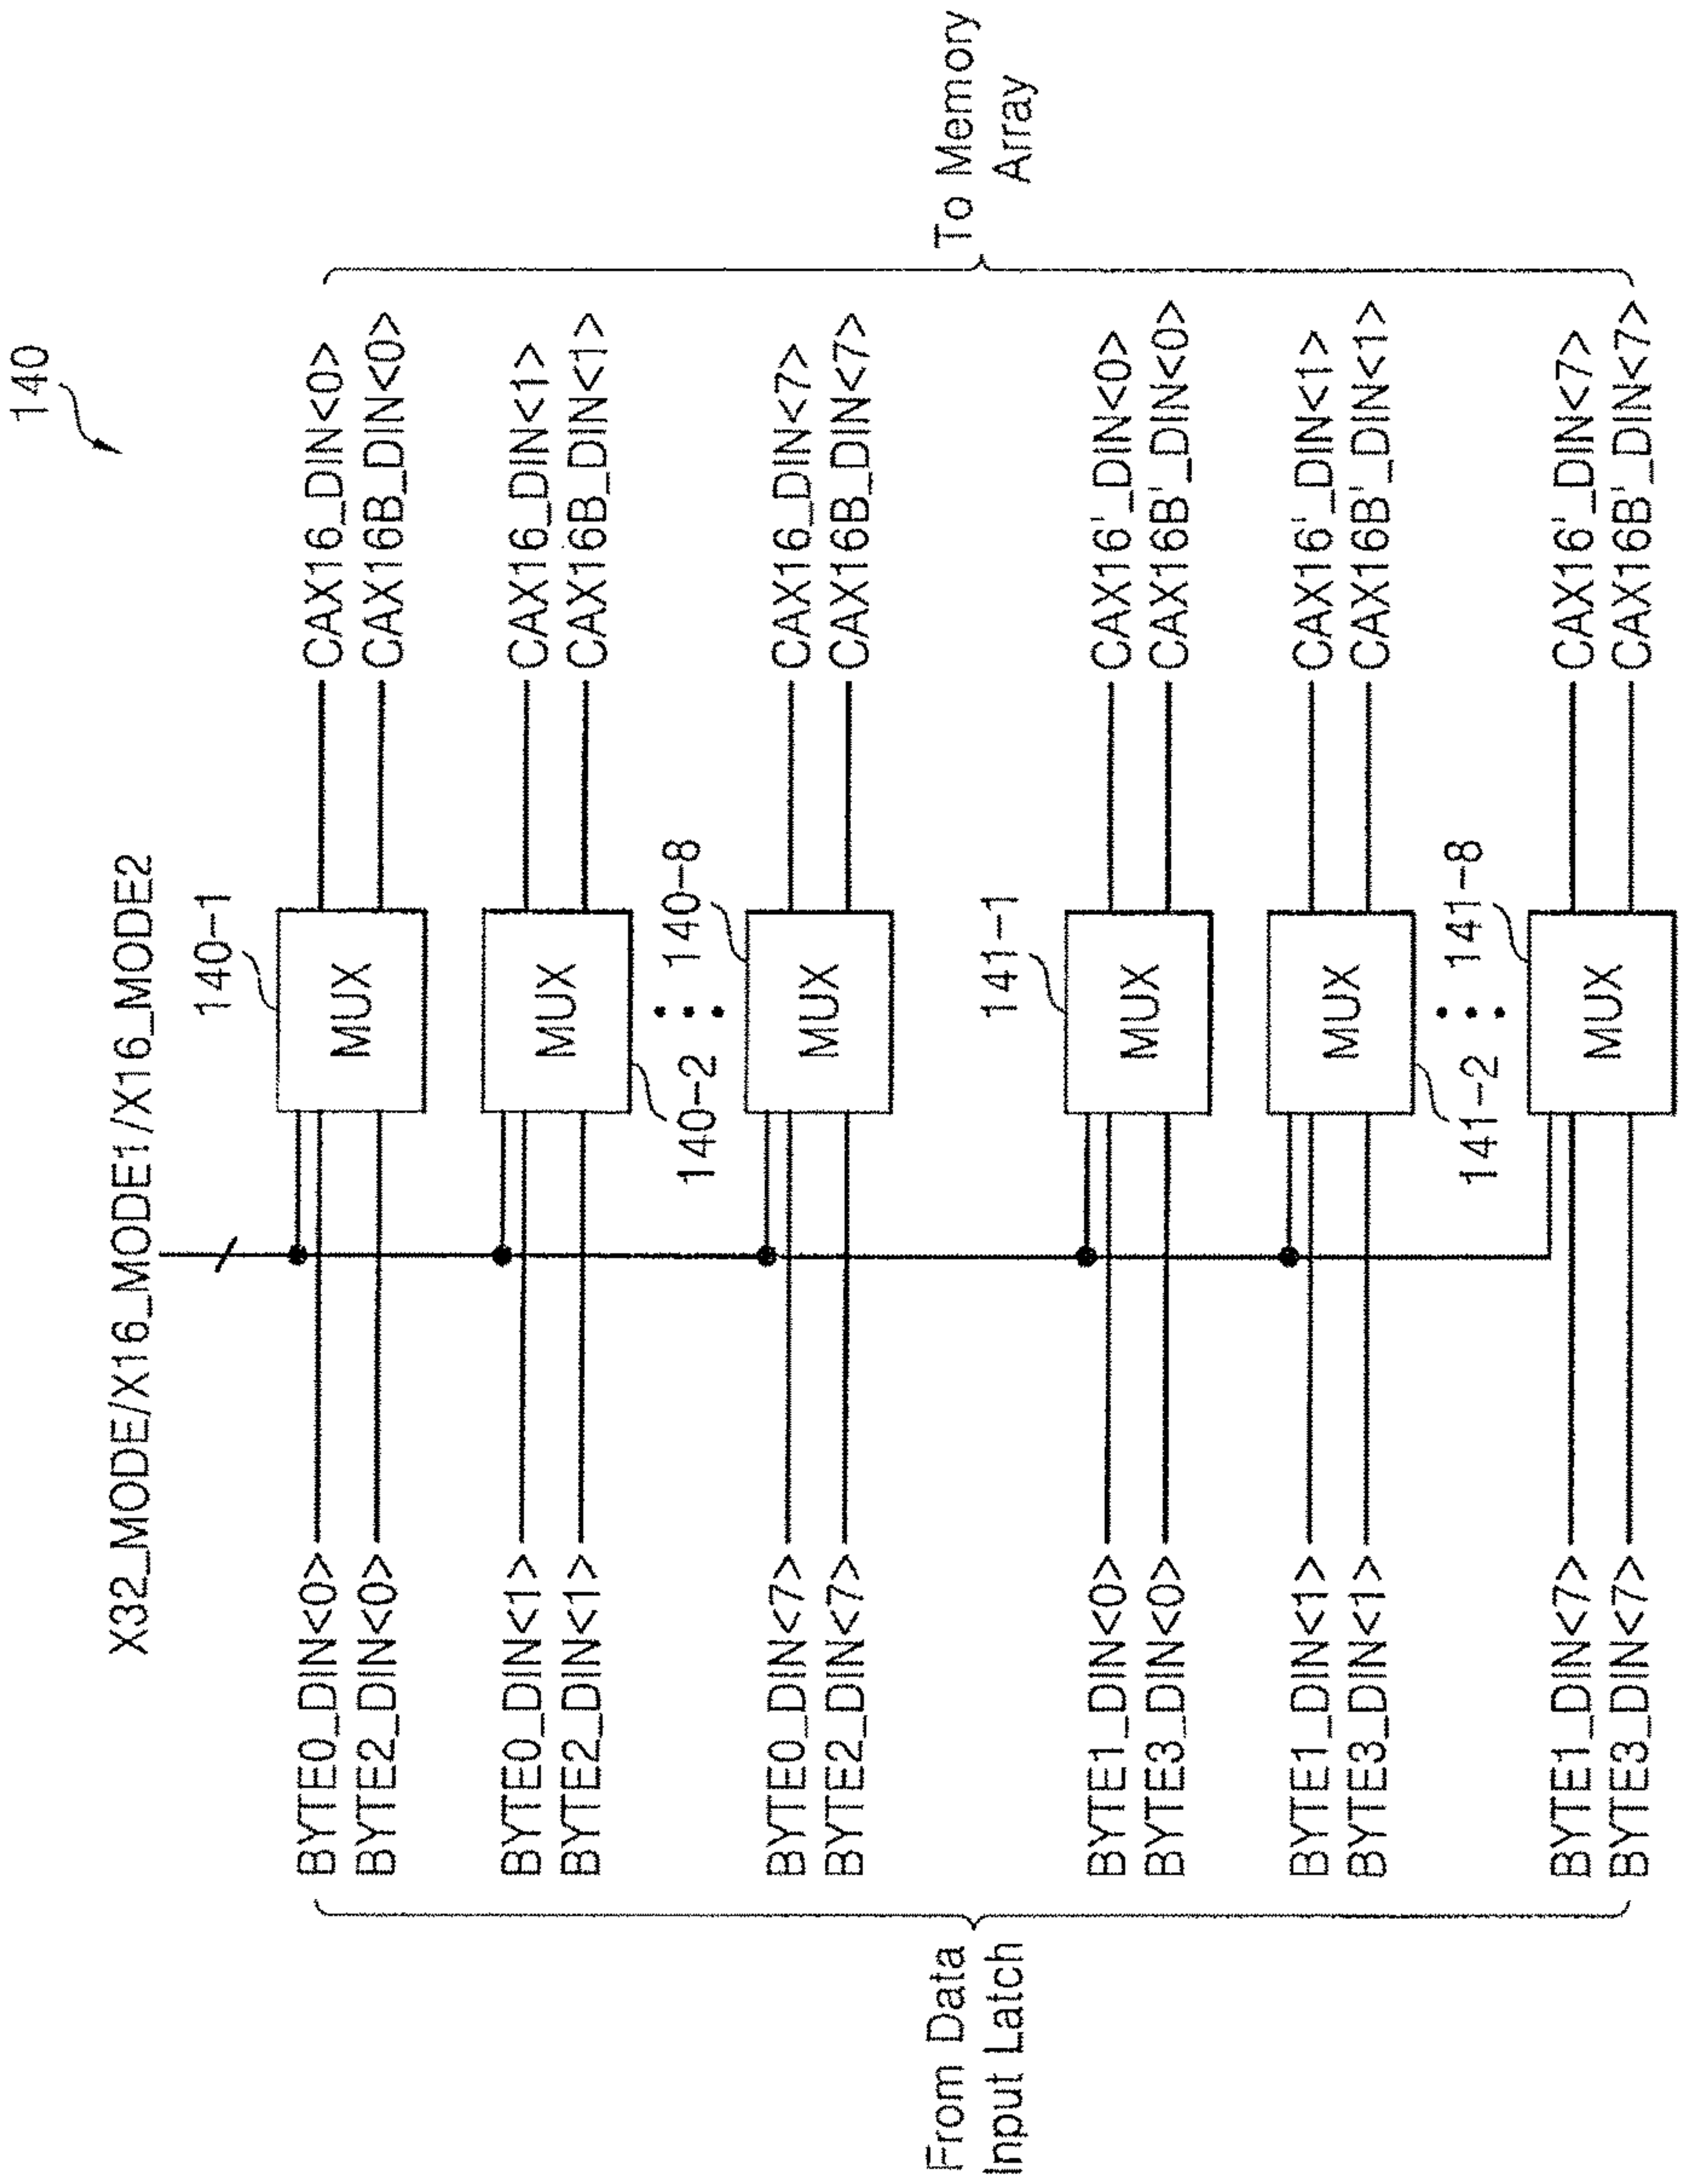 140
X32_MODE/X16_MODE1/X16_MODE2
From Data
Input Latch
To Memory
Array
BYTE0_DIN<0>
BYTE2_DIN<0>
140-1
MUX
CAX16_DIN<0>
CAX16B_DIN<0>
BYTE0_DIN<1>
BYTE2_DIN<1>
140-2
MUX
CAX16_DIN<1>
CAX16B_DIN<1>
BYTE0_DIN<7>
BYTE2_DIN<7>
140-8
MUX
CAX16_DIN<7>
CAX16B_DIN<7>
BYTE1_DIN<0>
BYTE3_DIN<0>
141-1
MUX
CAX16'_DIN<0>
CAX16B'_DIN<0>
BYTE1_DIN<1>
BYTE3_DIN<1>
141-2
MUX
CAX16'_DIN<1>
CAX16B'_DIN<1>
BYTE1_DIN<7>
BYTE3_DIN<7>
141-8
MUX
CAX16'_DIN<7>
CAX16B'_DIN<7>